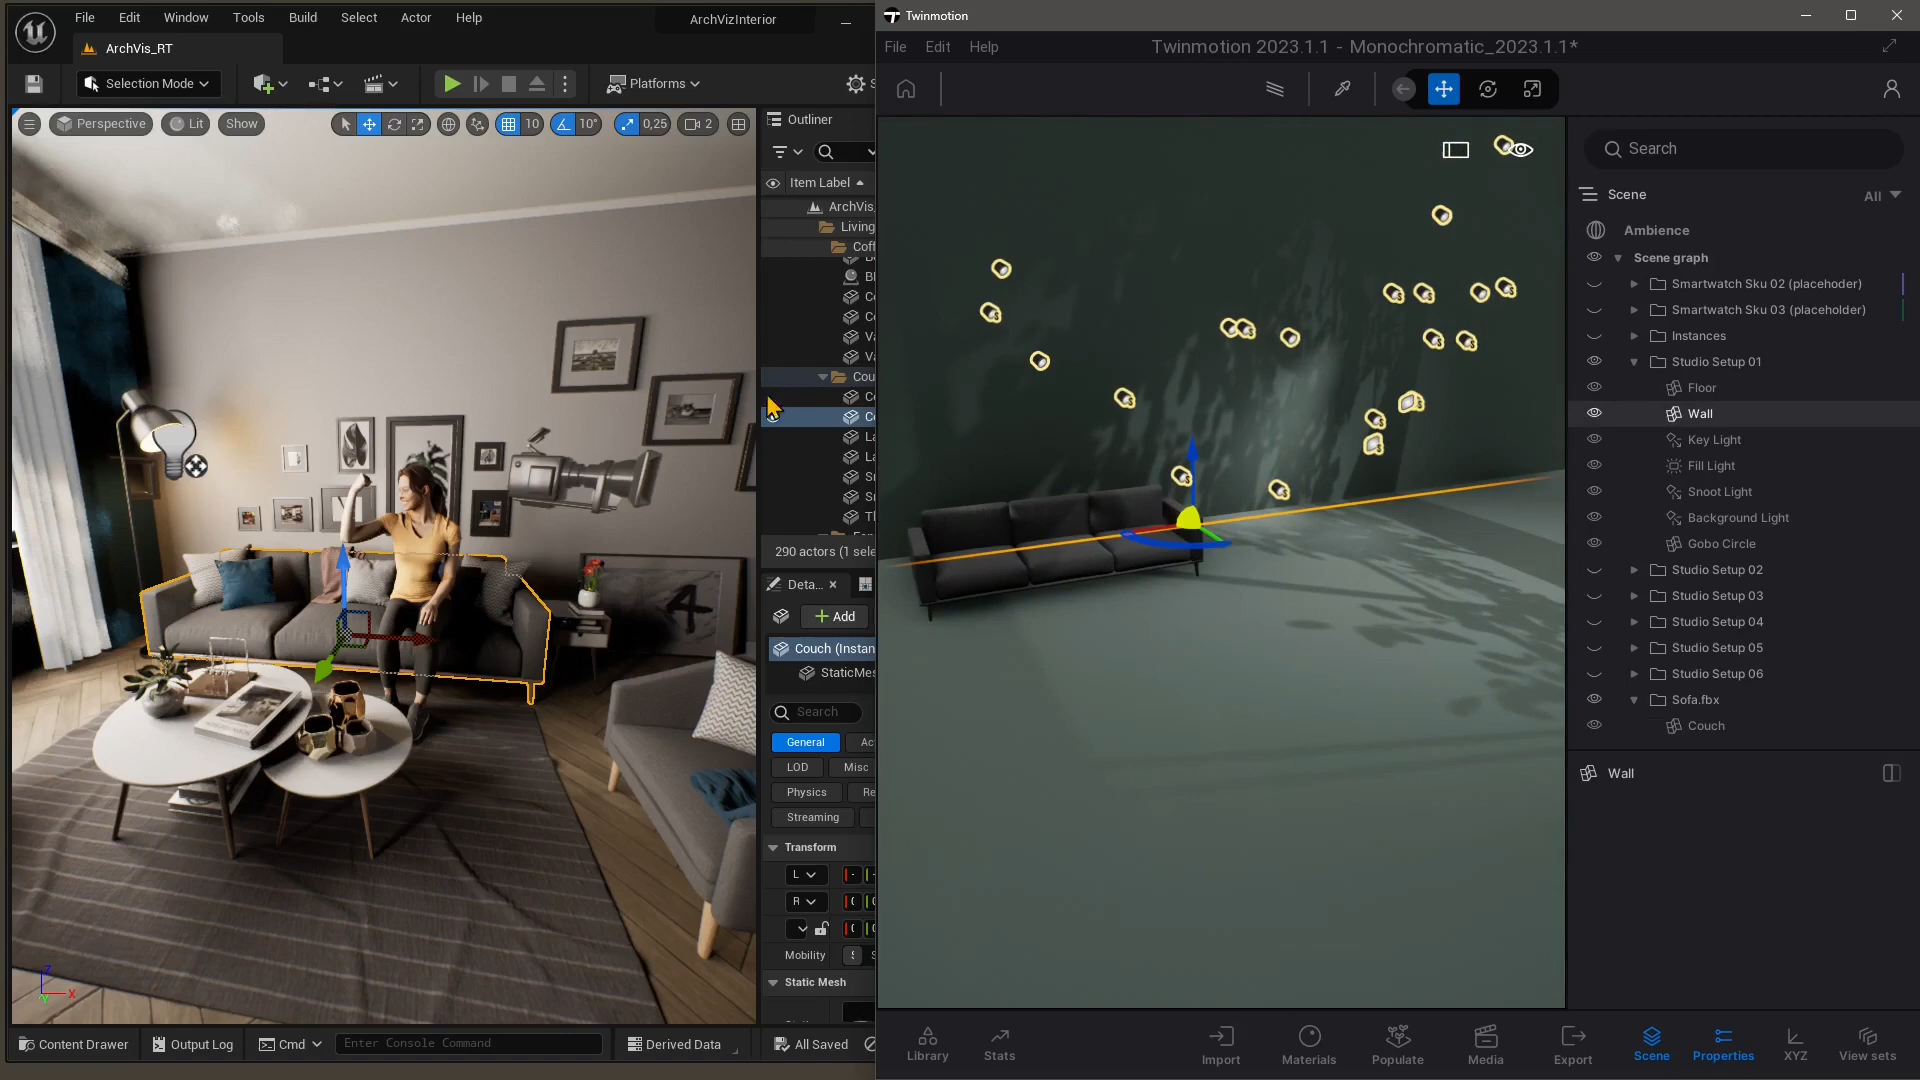 File Edit Window Tools Build Select Actor Help
ArchVizInterior
ArchVis_RT
Selection Mode
Platforms
Perspective
Lit
Show
10
10°
0,25
2
Outliner
Item Label
ArchVis
Living
Coff
Cou
290 actors (1 sele
Deta...
Add
Couch (Instan
StaticMes
Search
General
Ac
LOD
Misc
Physics
Re
Streaming
Transform
L
R
Mobility
Static Mesh
Content Drawer
Output Log
Cmd
Enter Console Command
Derived Data
All Saved
Twinmotion
File Edit Help
Twinmotion 2023.1.1 - Monochromatic_2023.1.1*
Search
Scene
All
Ambience
Scene graph
Smartwatch Sku 02 (placehoder)
Smartwatch Sku 03 (placeholder)
Instances
Studio Setup 01
Floor
Wall
Key Light
Fill Light
Snoot Light
Background Light
Gobo Circle
Studio Setup 02
Studio Setup 03
Studio Setup 04
Studio Setup 05
Studio Setup 06
Sofa.fbx
Couch
Wall
Library
Stats
Import
Materials
Populate
Media
Export
Scene
Properties
XYZ
View sets